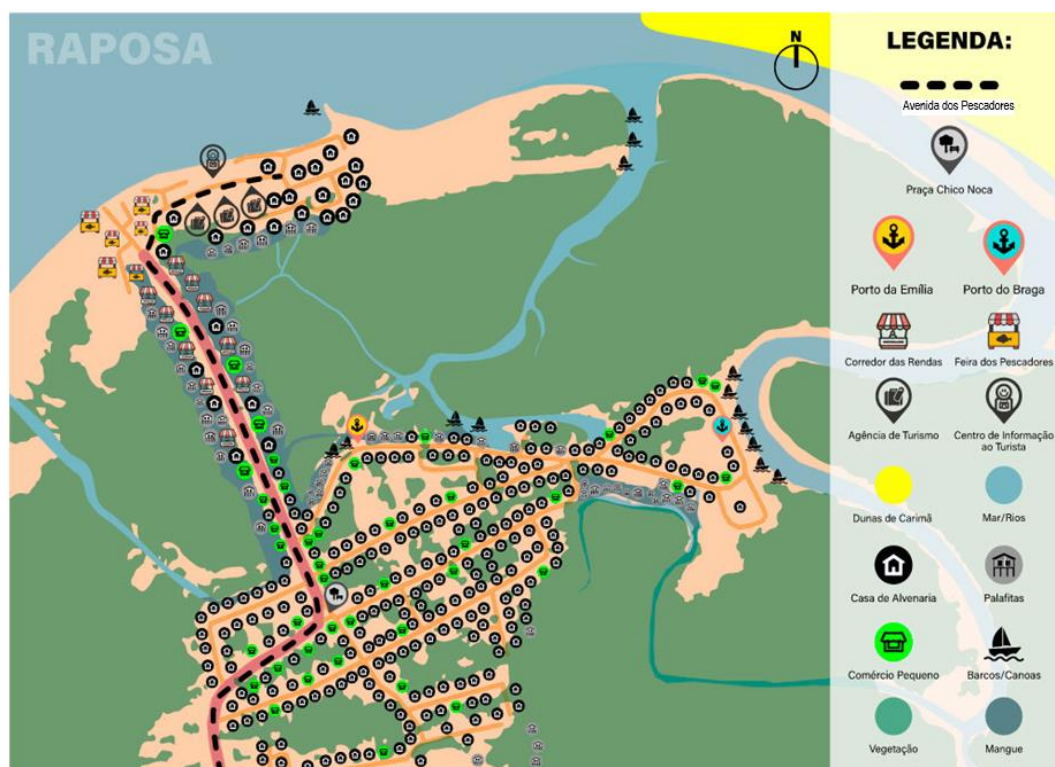 RAPOSA
N
LEGENDA:
Avenida dos Pescadores
Praça Chico Noca
Porto da Emília
Porto do Braga
Corredor das Rendas
Feira dos Pescadores
Agência de Turismo
Centro de Informação
ao Turista
Dunas de Carimã
Mar/Rios
Casa de Alvenaria
Palafitas
Comércio Pequeno
Barcos/Canoas
Vegetação
Mangue